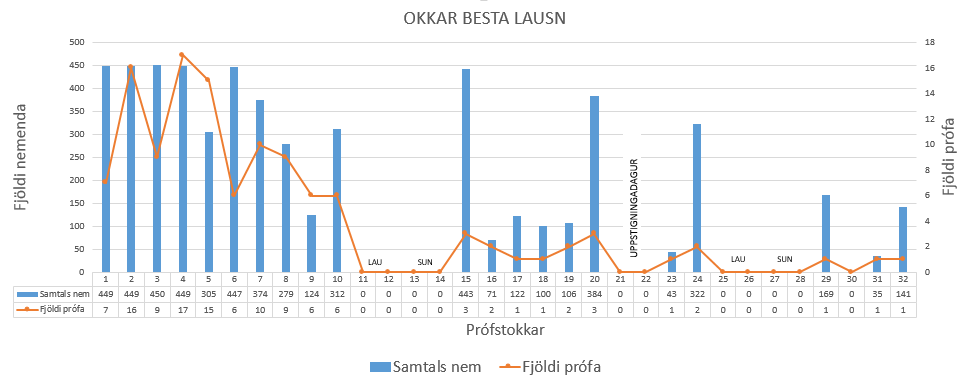 OKKAR BESTA LAUSN
500 18
450 16
400 14
350 12
300 10
250
200 8
150 6
100 4
50 2
0 0
Fjöldi nemenda
Fjöldi prófa
LAU SUN UPPSTIGNINGADAGUR LAU SUN
1 2 3 4 5 6 7 8 9 10 11 12 13 14 15 16 17 18 19 20 21 22 23 24 25 26 27 28 29 30 31 32
Samtals nem 449 449 450 449 305 447 374 279 124 312 0 0 0 0 443 71 122 100 106 384 0 0 43 322 0 0 0 0 169 0 35 141
Fjöldi prófa 7 16 9 17 15 6 10 9 6 6 0 0 0 0 3 2 1 1 2 3 0 0 1 2 0 0 0 0 1 0 1 1
Prófstokkar
Samtals nem Fjöldi prófa